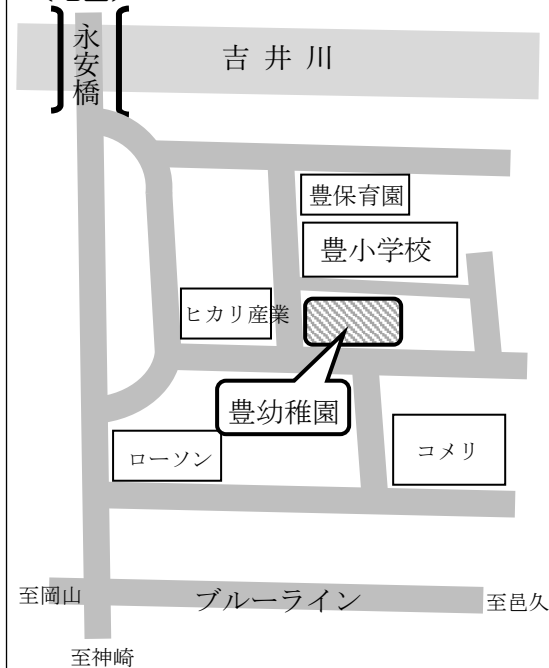 永安橋
吉井川
豊保育園
豊小学校
ヒカリ産業
豊幼稚園
ローソン
コメリ
至岡山
ブルーライン
至邑久
至神崎